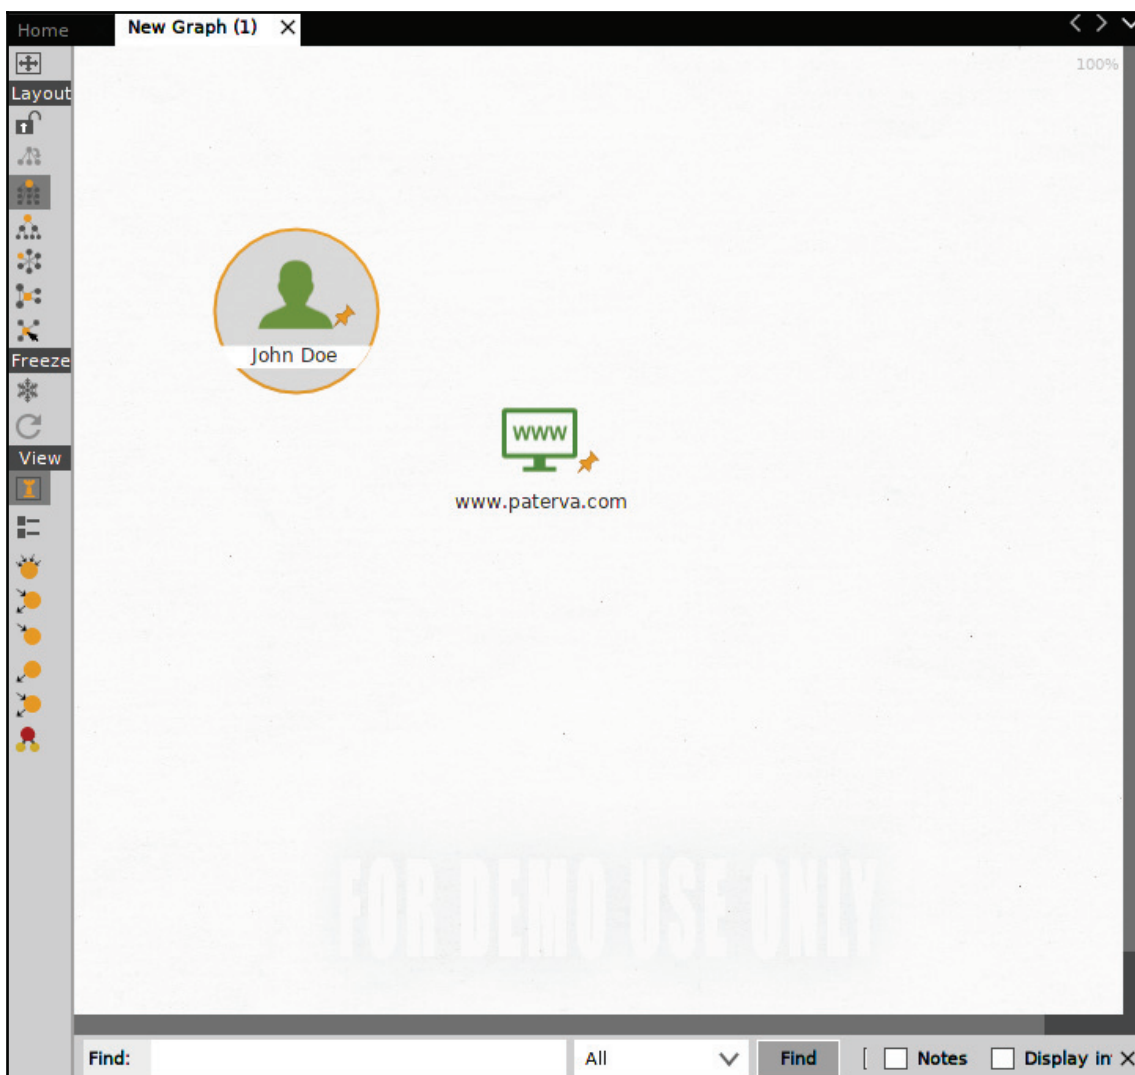 Home New Graph (1)
100%
Layout
John Doe
Freeze
WWW
View
www.paterva.com
FOR DEMO USE ONLY
Find: All Find [ Notes Display in